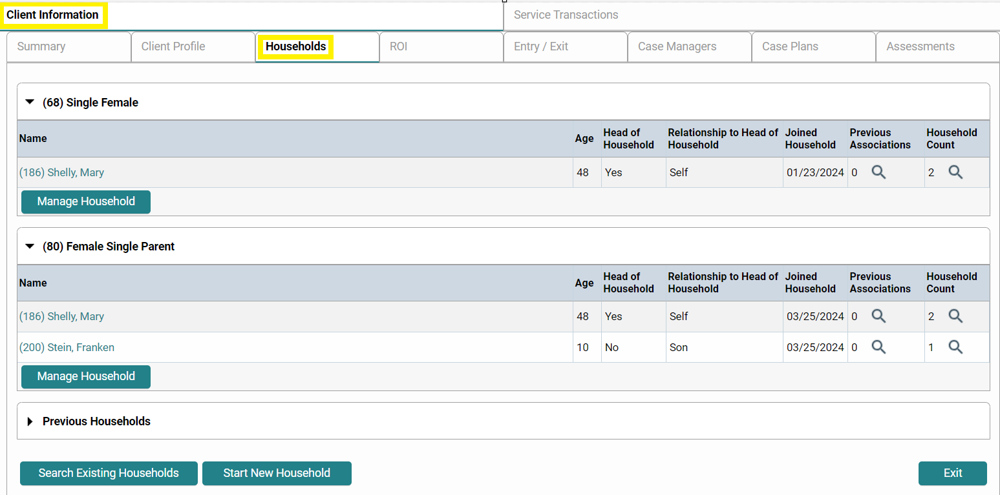 Client Information Service Transactions
Summary Client Profile Households ROI Entry / Exit Case Managers Case Plans Assessments
(68) Single Female
Name Age Head of Household Relationship to Head of Household Joined Household Previous Associations Household Count
(186) Shelly, Mary 48 Yes Self 01/23/2024 0 2
Manage Household
(80) Female Single Parent
Name Age Head of Household Relationship to Head of Household Joined Household Previous Associations Household Count
(186) Shelly, Mary 48 Yes Self 03/25/2024 0 2
(200) Stein, Franken 10 No Son 03/25/2024 0 1
Manage Household
Previous Households
Search Existing Households Start New Household Exit